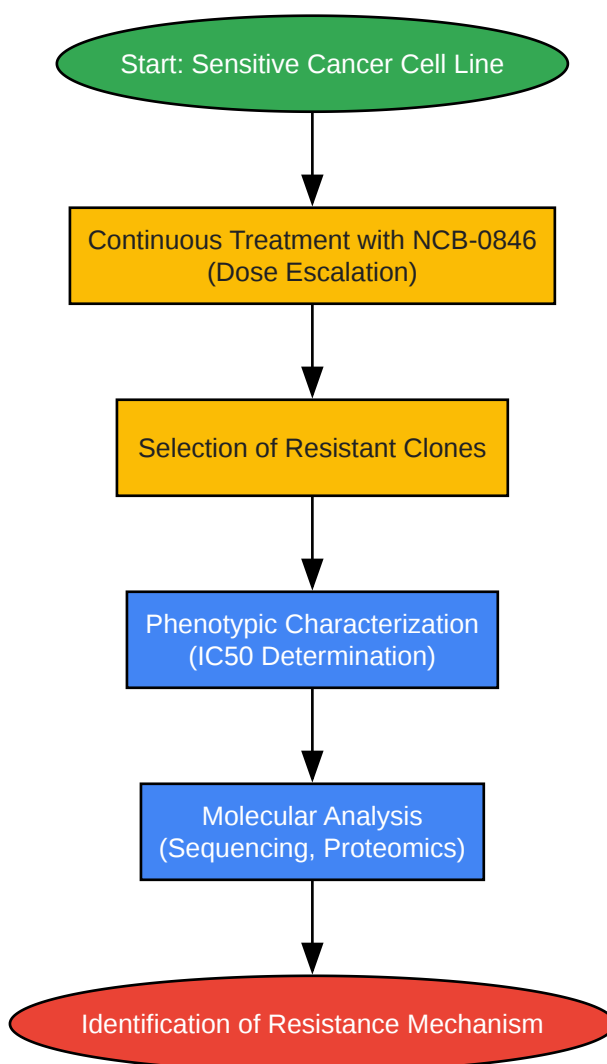 Start: Sensitive Cancer Cell Line
Continuous Treatment with NCB-0846
(Dose Escalation)
Selection of Resistant Clones
Phenotypic Characterization
(IC50 Determination)
Molecular Analysis
(Sequencing, Proteomics)
Identification of Resistance Mechanism